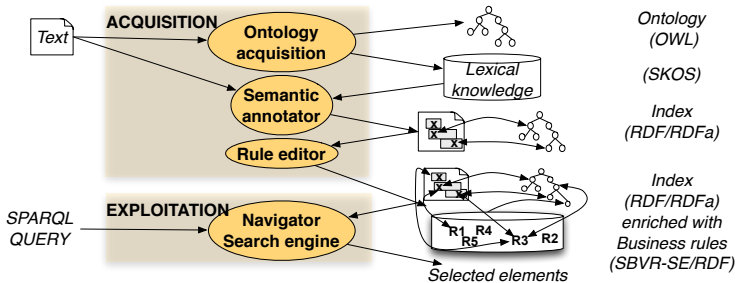 ACQUISITION
Text
Ontology
acquisition
Ontology
(OWL)
Lexical
knowledge
(SKOS)
Semantic
annotator
x
x
x
Index
(RDF/RDFa)
Rule editor
x
x
x
Index
(RDF/RDFa)
enriched with
Business rules
(SBVR-SE/RDF)
SPARQL
QUERY
EXPLOITATION
Navigator
Search engine
R1 R4
R5 R3 R2
Selected elements